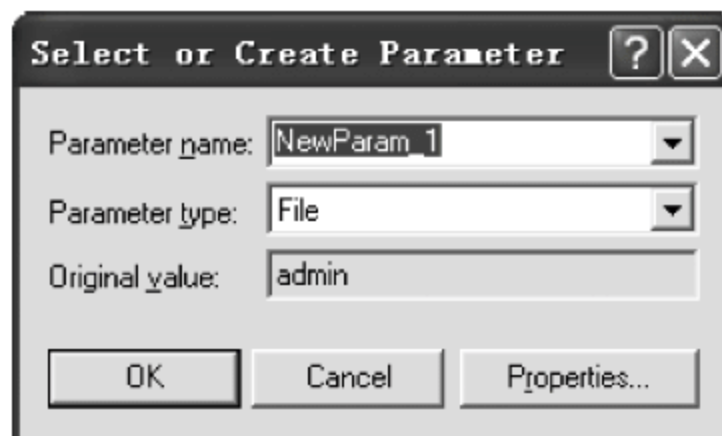 Select or Create Parameter
Parameter name: NewParam_1
Parameter type: File
Original value: admin
OK Cancel Properties...